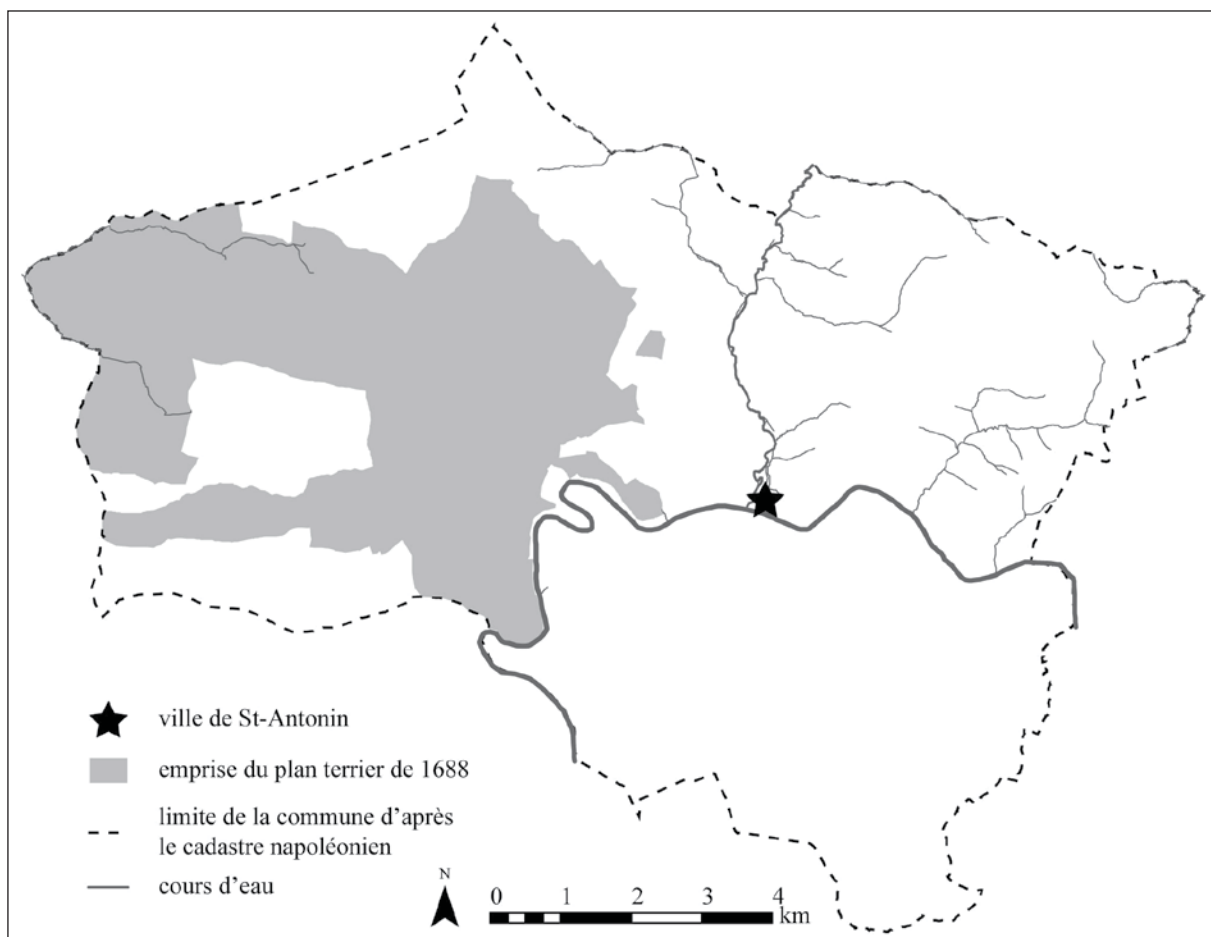 ville de St-Antonin
emprise du plan terrier de 1688
limite de la commune d'après
le cadastre napoléonien
cours d'eau
N
0 1 2 3 4
km